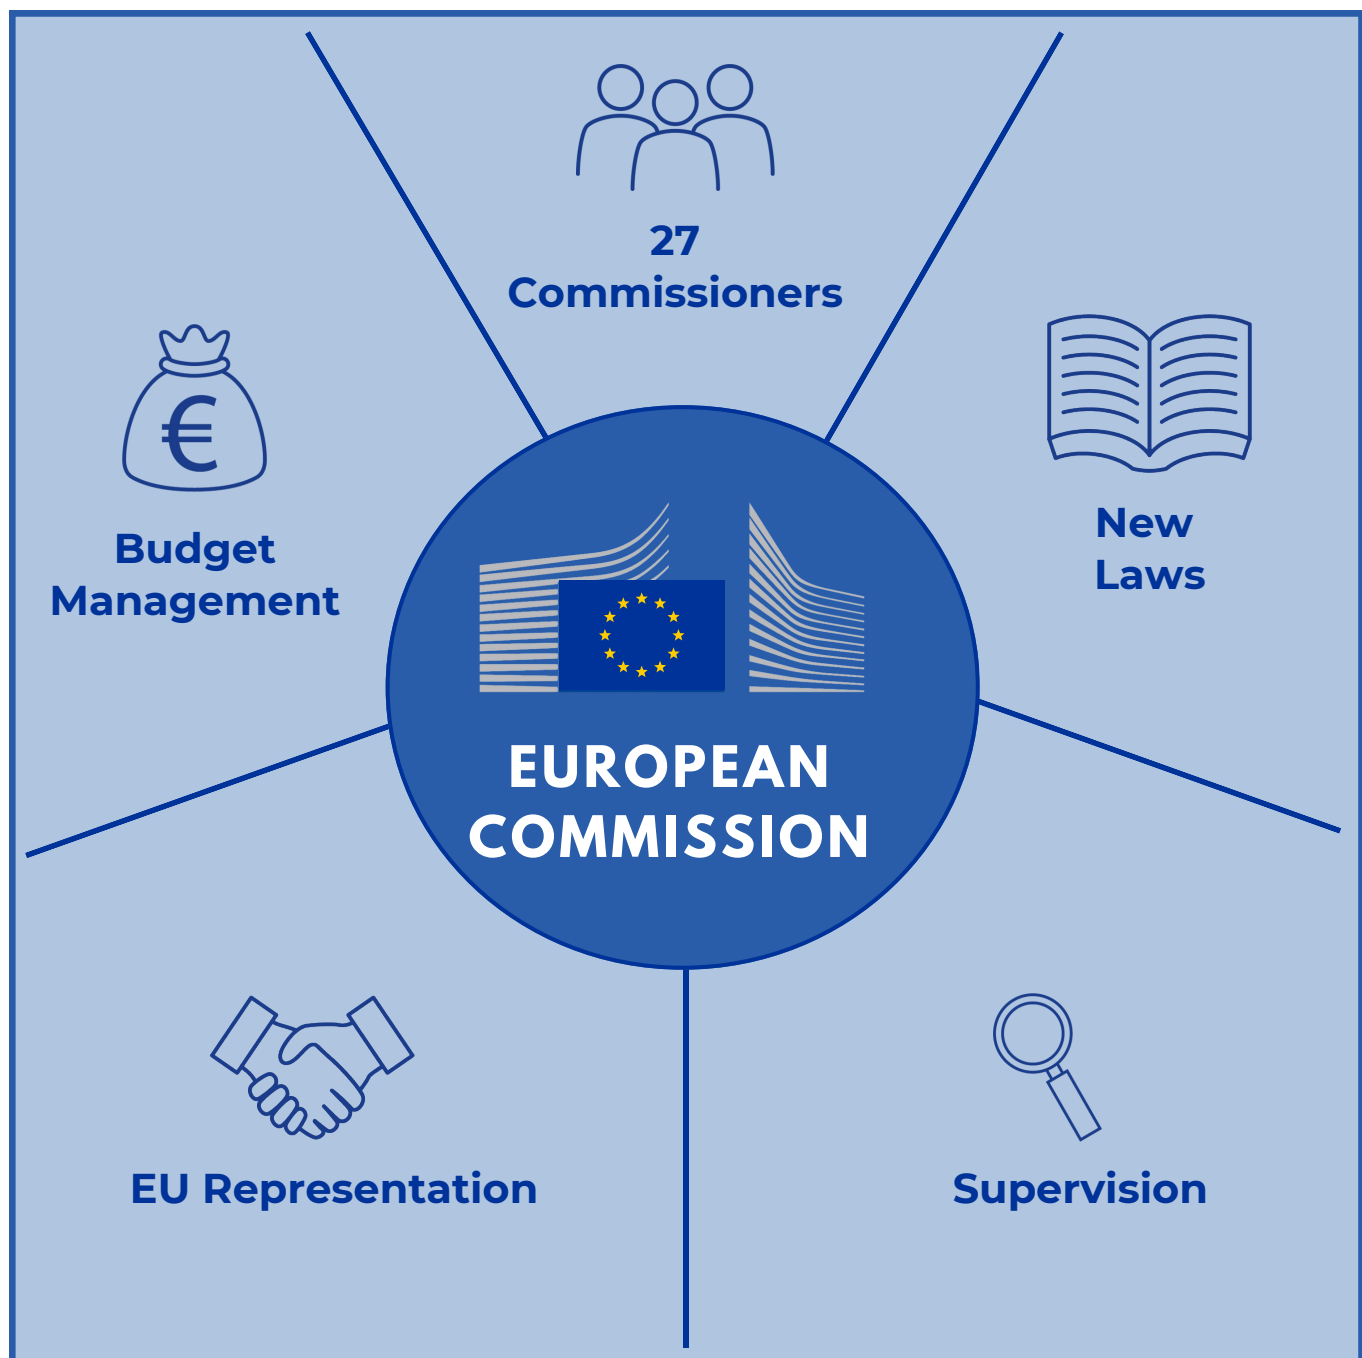 27
Commissioners
New
Laws
€
Budget
Management
EUROPEAN
COMMISSION
EU Representation
Supervision